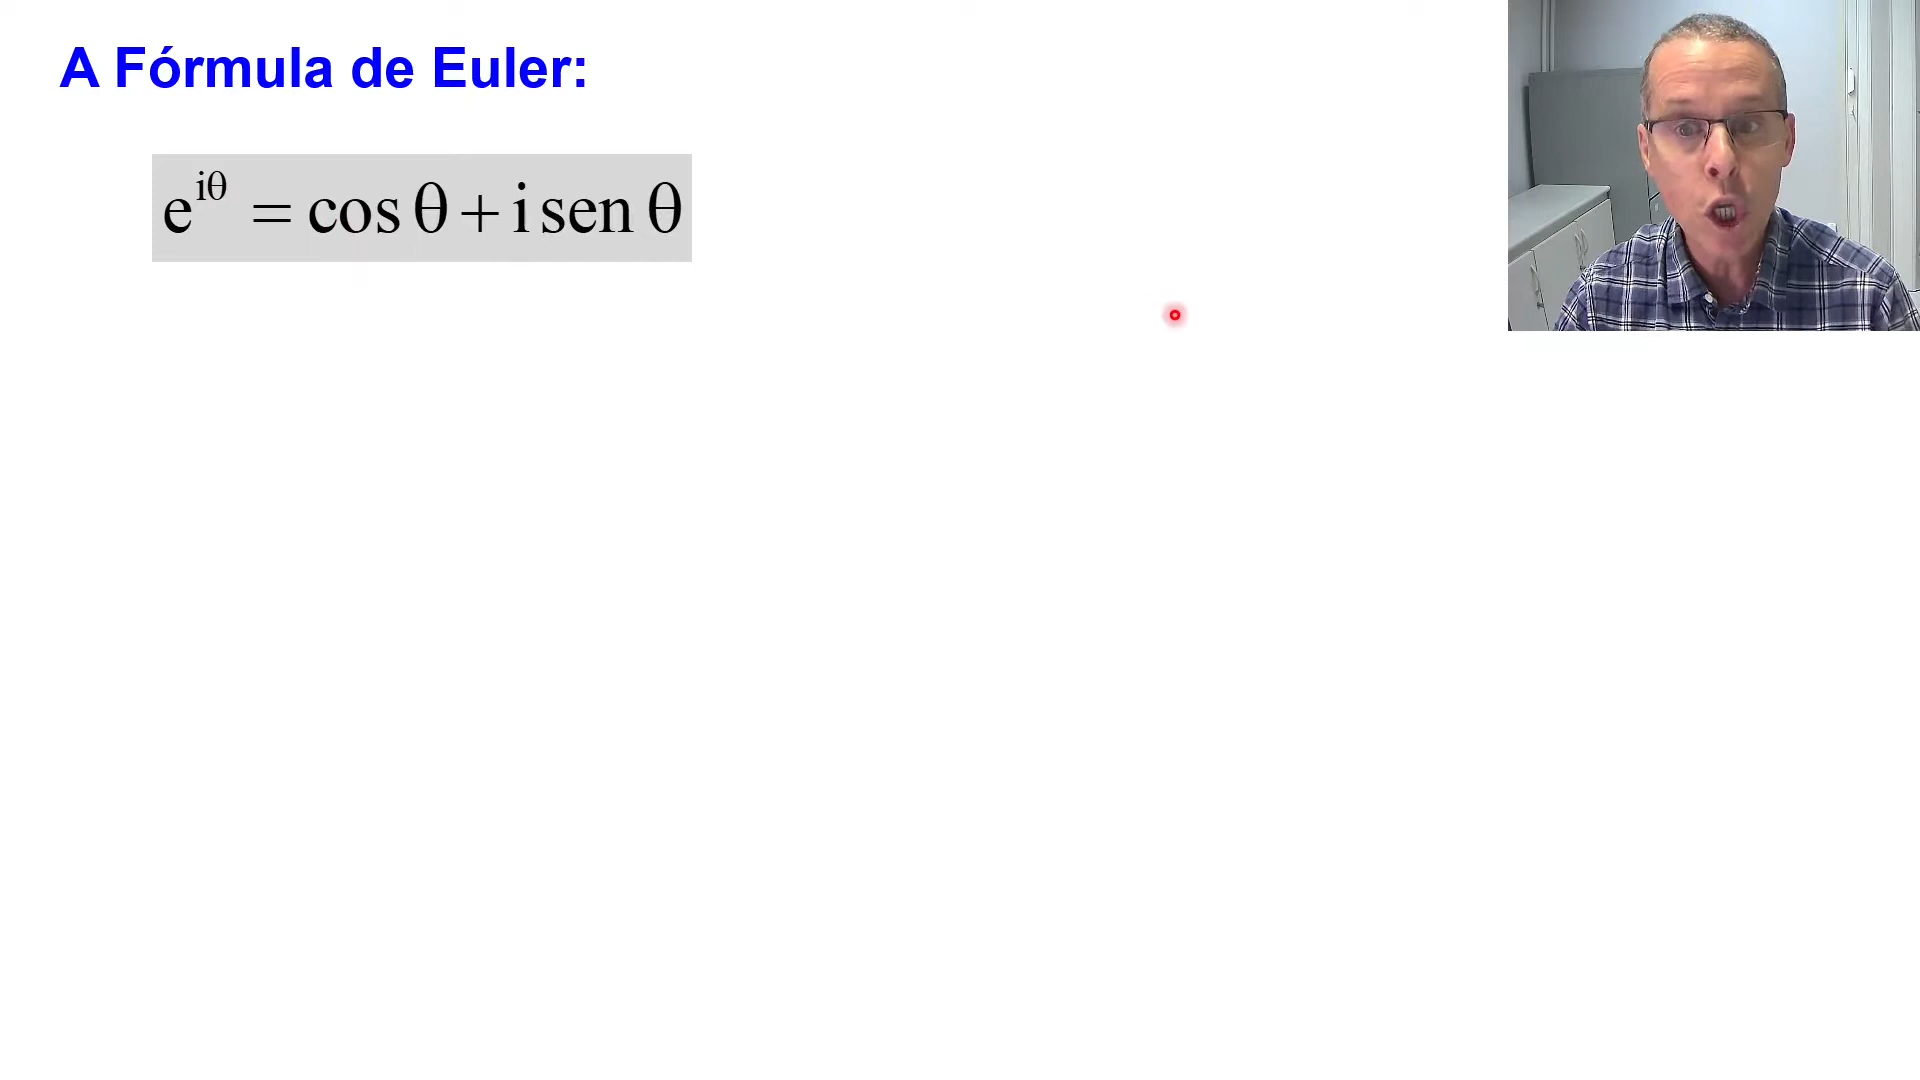 A Fórmula de Euler:
e^{iθ} = cos θ + i sen θ